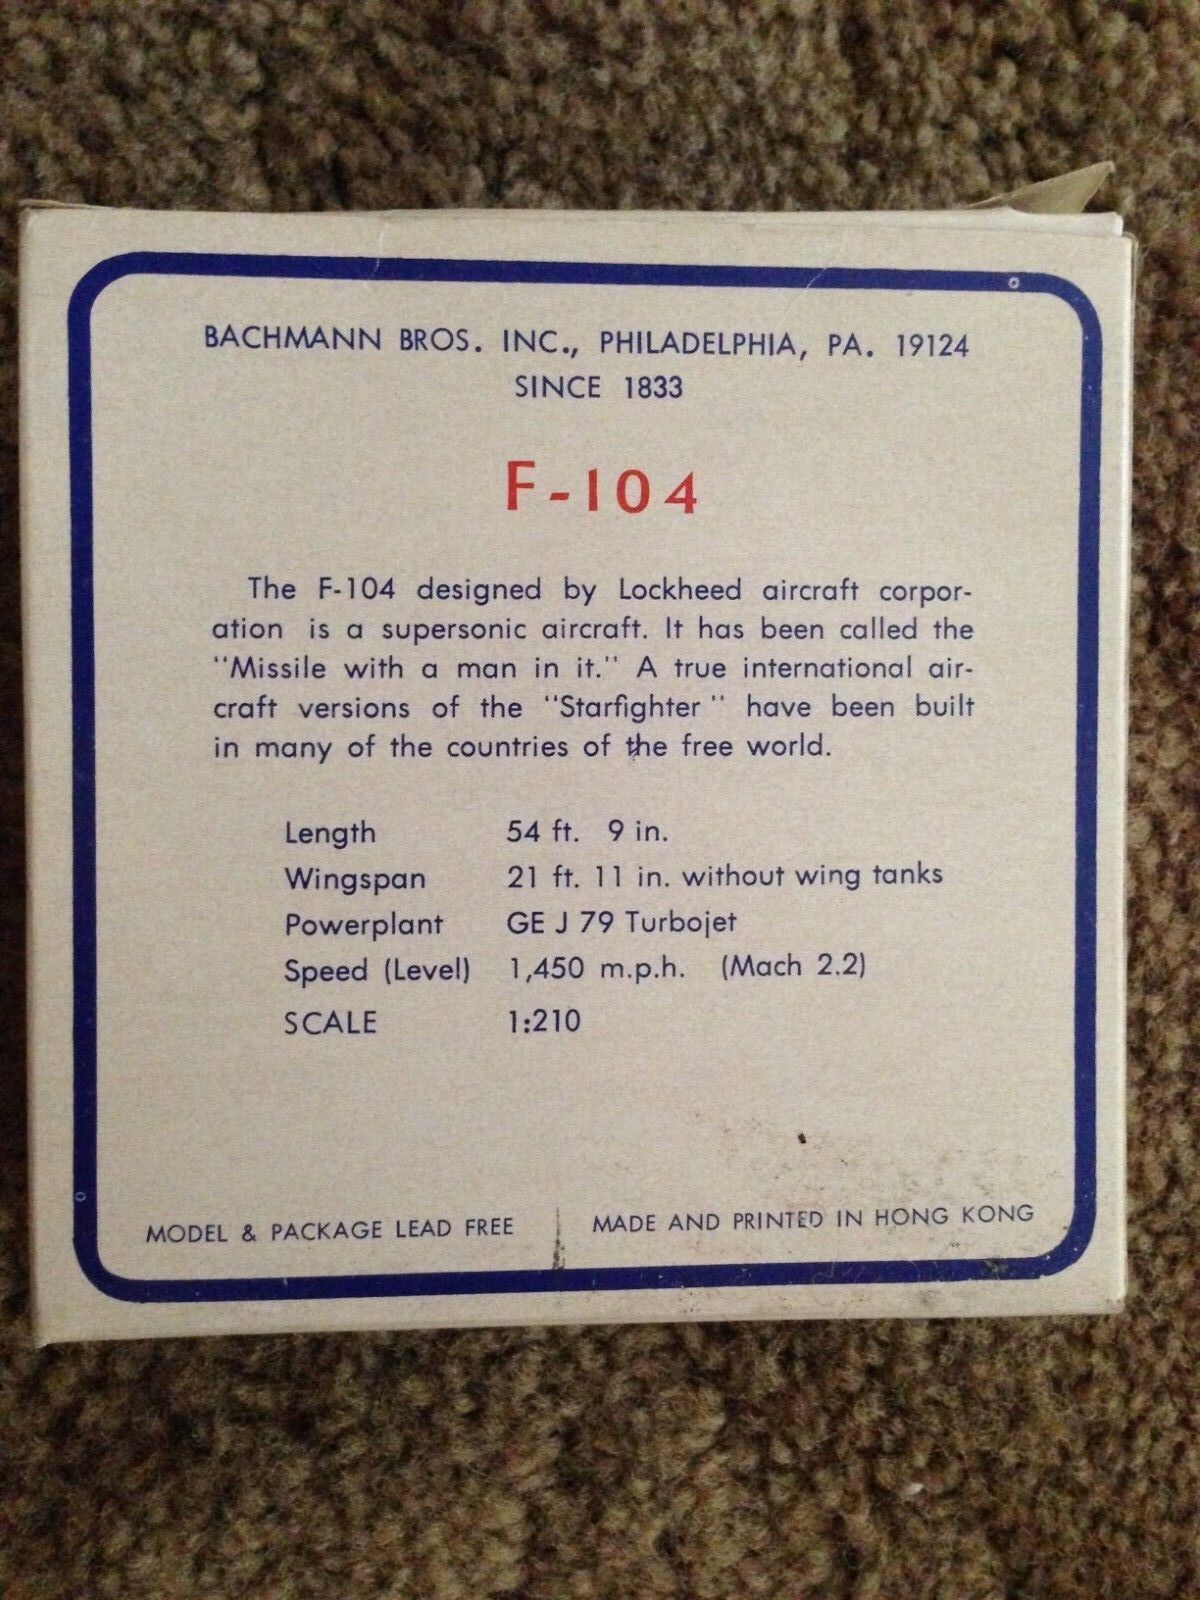 BACHMANN BROS. INC., PHILADELPHIA, PA. 19124
SINCE 1833
F-104
The F-104 designed by Lockheed aircraft corpor-
ation is a supersonic aircraft. It has been called the
"Missile with a man in it." A true international air-
craft versions of the "Starfighter" have been built
in many of the countries of the free world.
Length 54 ft. 9 in.
Wingspan 21 ft. 11 in. without wing tanks
Powerplant GE J 79 Turbojet
Speed (Level) 1,450 m.p.h. (Mach 2.2)
SCALE 1:210
MODEL & PACKAGE LEAD FREE MADE AND PRINTED IN HONG KONG